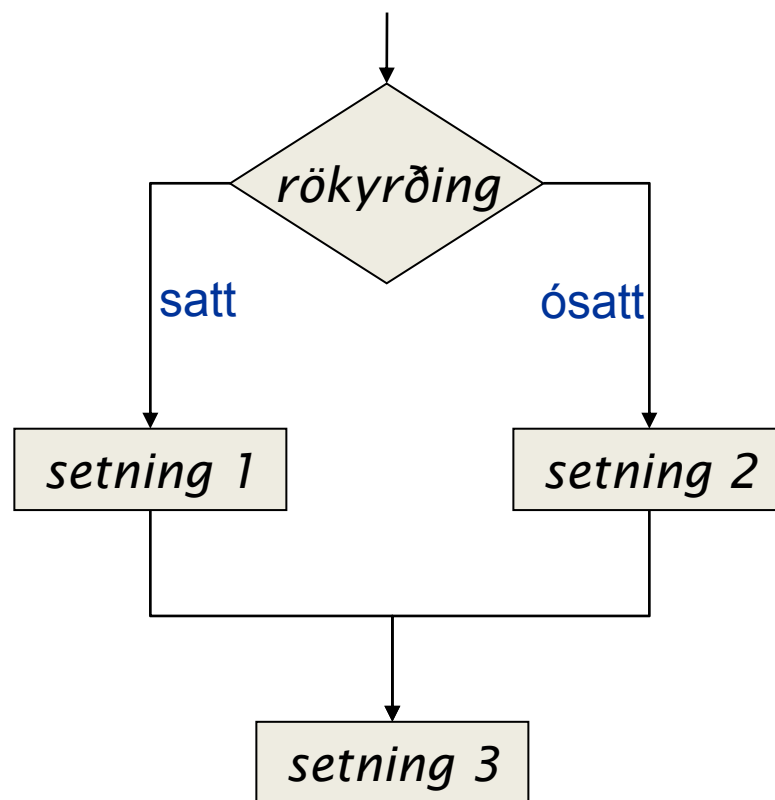 rökyrðing
satt
ósatt
setning 1
setning 2
setning 3